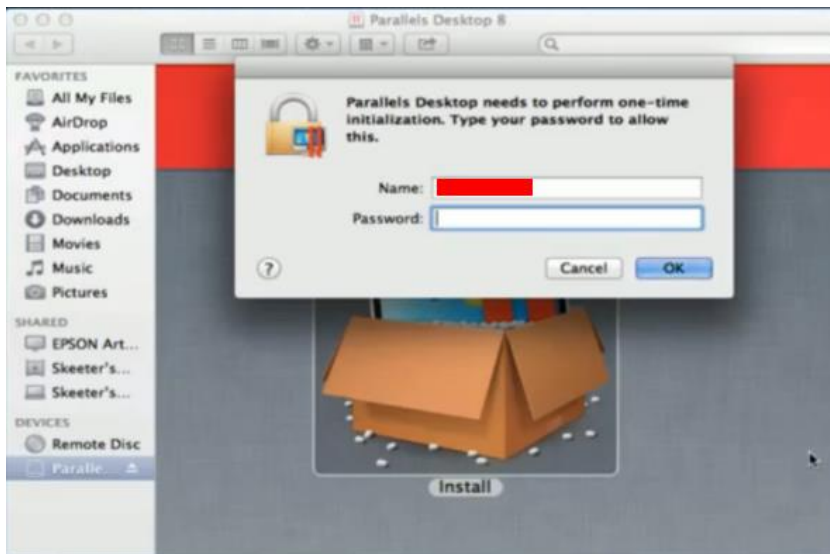 Parallels Desktop 8
FAVORITES
All My Files
AirDrop
Applications
Desktop
Documents
Downloads
Movies
Music
Pictures
SHARED
EPSON Art...
Skeeter's...
Skeeter's...
DEVICES
Remote Disc
Paralle...
Parallels Desktop needs to perform one-time
initialization. Type your password to allow
this.
Name:
Password:
?
Cancel
OK
Install